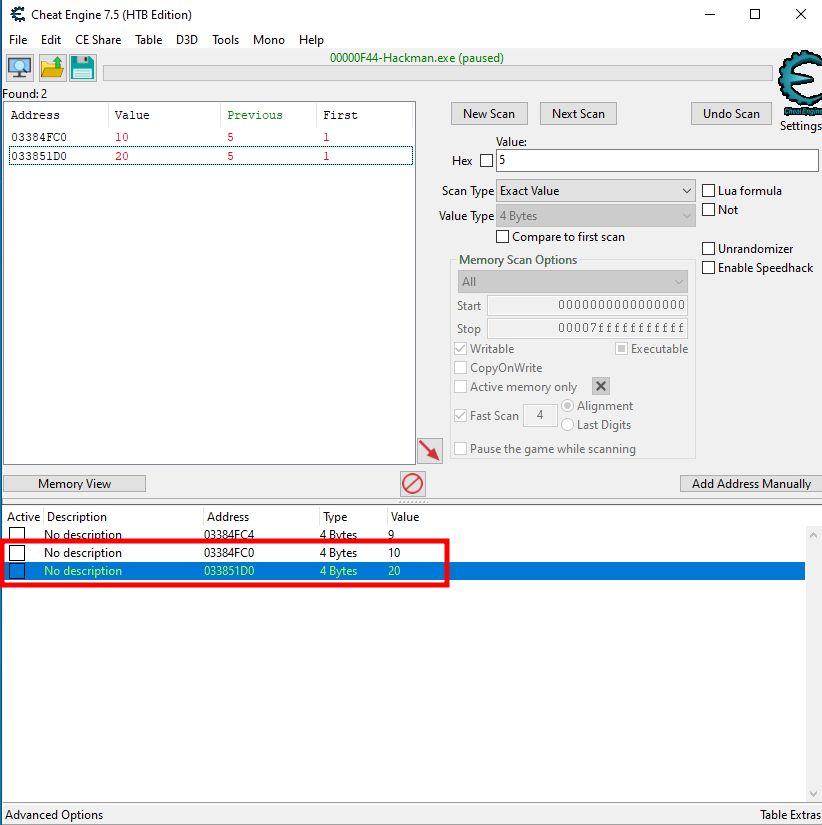 Cheat Engine 7.5 (HTB Edition)
File Edit CE Share Table D3D Tools Mono Help
00000F44-Hackman.exe (paused)
Found: 2
Address Value Previous First
03384FC0 10 5 1
033851D0 20 5 1
New Scan Next Scan Undo Scan
Cheat Engine
Settings
Value:
Hex 5
Scan Type Exact Value Lua formula
Value Type 4 Bytes Not
Compare to first scan
Unrandomizer
Enable Speedhack
Memory Scan Options
All
Start 0000000000000000
Stop 00007fffffffffff
Writable Executable
CopyOnWrite
Active memory only
Fast Scan 4 Alignment
Last Digits
Pause the game while scanning
Memory View Add Address Manually
Active Description Address Type Value
No description 03384FC4 4 Bytes 9
No description 03384FC0 4 Bytes 10
No description 033851D0 4 Bytes 20
Advanced Options Table Extras